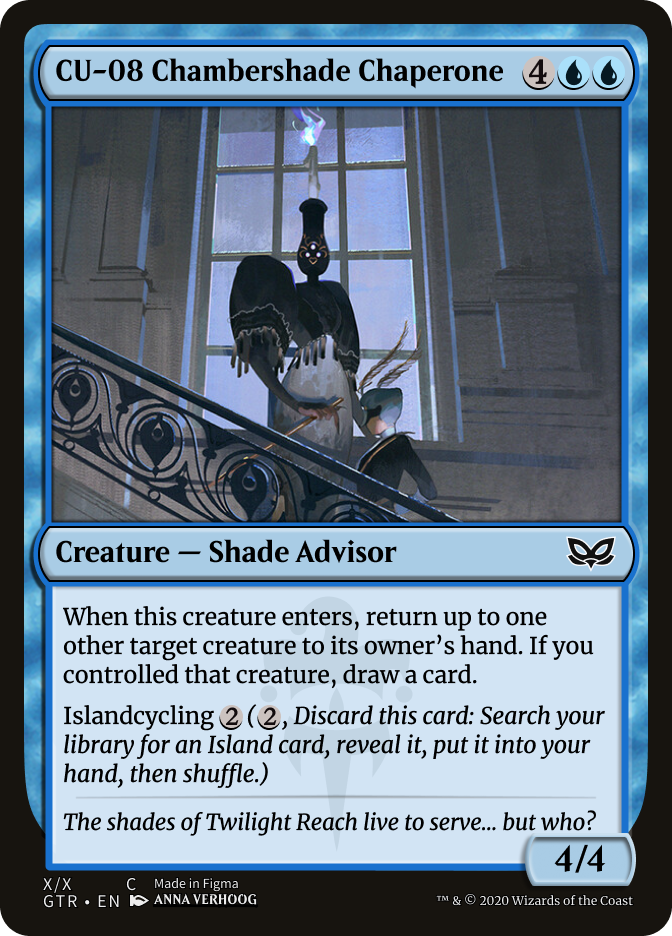 CU-08 Chambershade Chaperone 4
Creature — Shade Advisor
When this creature enters, return up to one
other target creature to its owner's hand. If you
controlled that creature, draw a card.
Islandcycling 2 (2, Discard this card: Search your
library for an Island card, reveal it, put it into your
hand, then shuffle.)
The shades of Twilight Reach live to serve... but who?
4/4
X/X C Made in Figma
GTR • EN ANNA VERHOOG
™ & © 2020 Wizards of the Coast